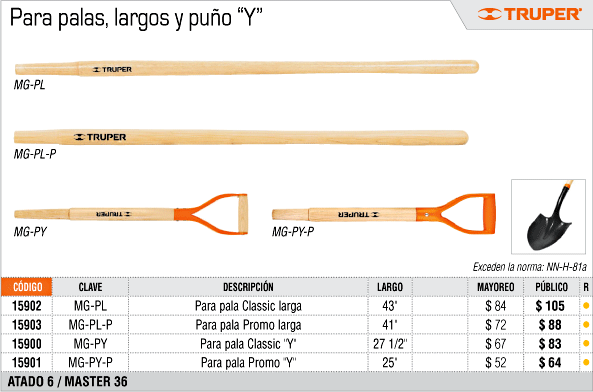 Para palas, largos y puño “Y”
TRUPER
TRUPER
MG-PL
TRUPER
MG-PL-P
TRUPER
TRUPER
MG-PY
MG-PY-P
Exceden la norma: NN-H-81a
CÓDIGO CLAVE DESCRIPCIÓN LARGO MAYOREO PÚBLICO R
15902 MG-PL Para pala Classic larga 43" $ 84 $ 105
15903 MG-PL-P Para pala Promo larga 41" $ 72 $ 88
15900 MG-PY Para pala Classic "Y" 27 1/2" $ 67 $ 83
15901 MG-PY-P Para pala Promo "Y" 25" $ 52 $ 64
ATADO 6 / MASTER 36